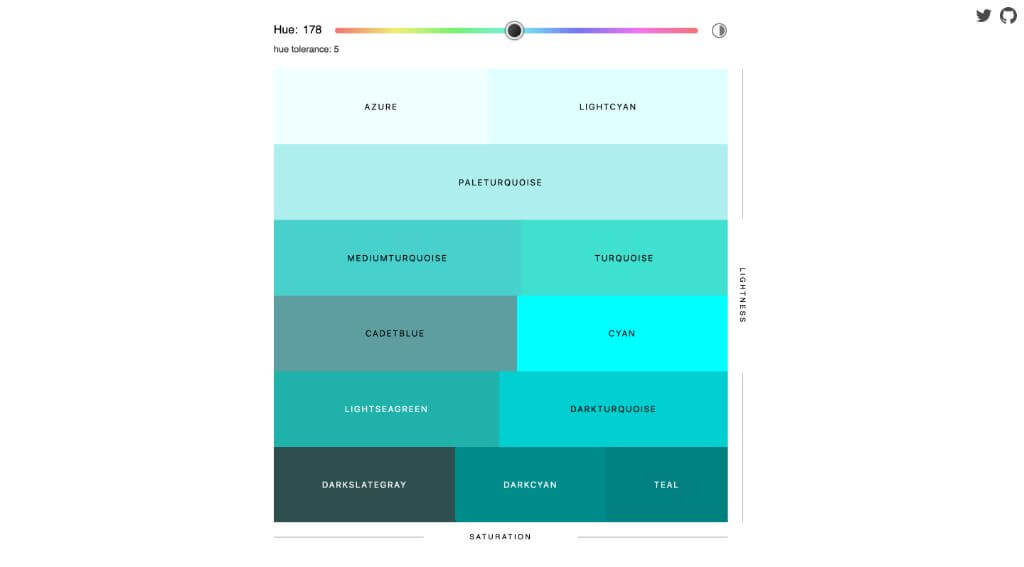 Hue: 178
hue tolerance: 5
AZURE
LIGHTCYAN
PALETURQUOISE
MEDIUMTURQUOISE
TURQUOISE
LIGHTNESS
CADETBLUE
CYAN
LIGHTSEAGREEN
DARKTURQUOISE
DARKSLATEGRAY
DARKCYAN
TEAL
SATURATION